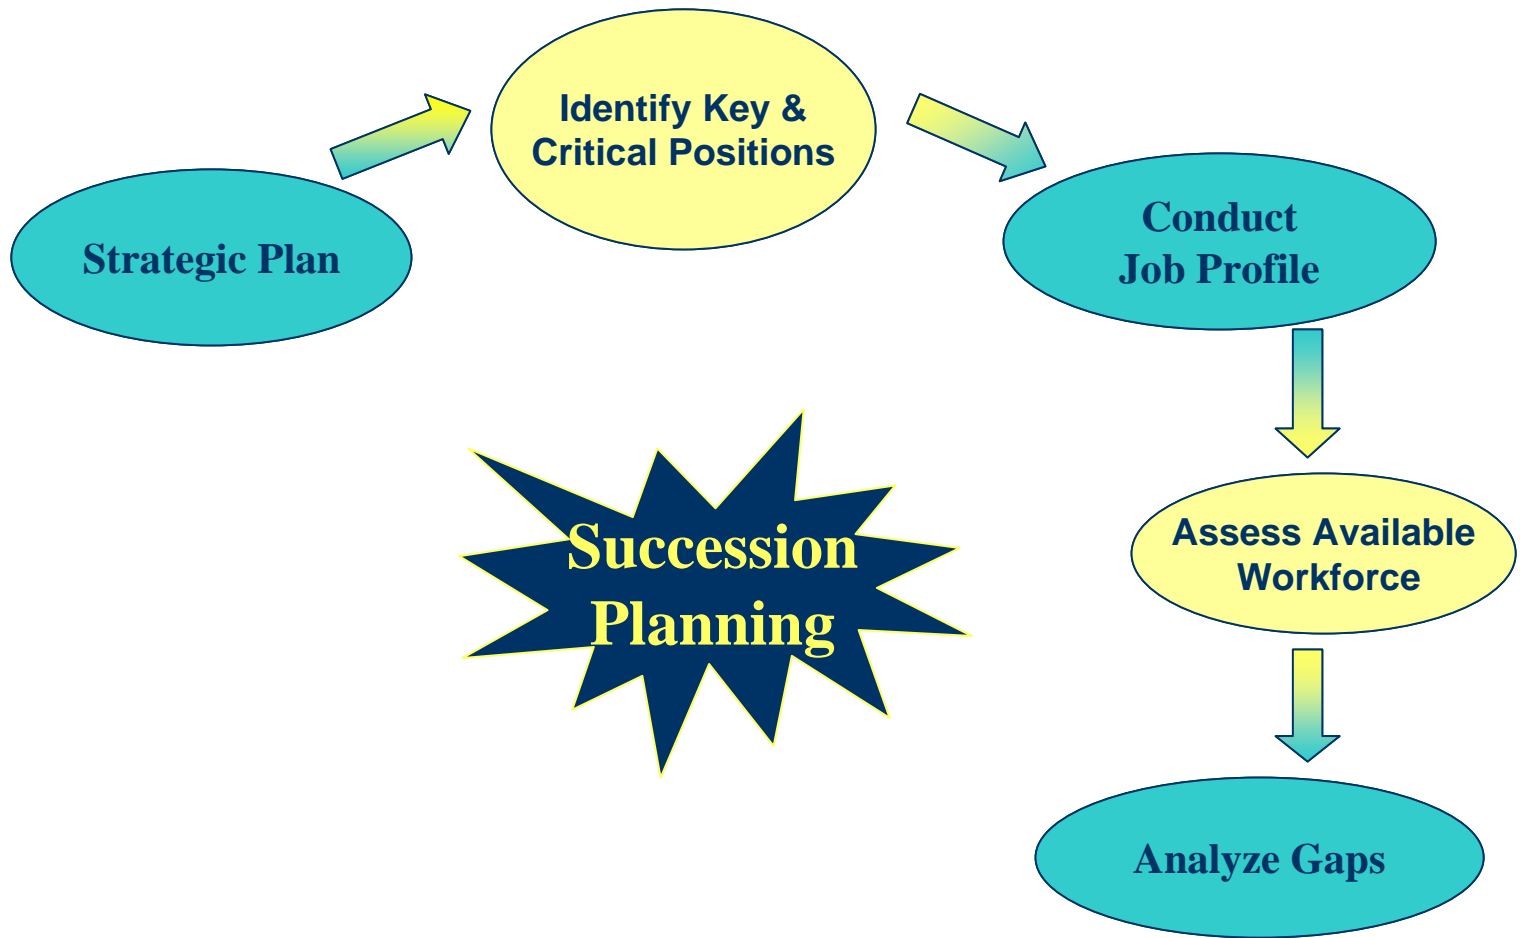 Identify Key &
Critical Positions
Strategic Plan
Conduct
Job Profile
Succession
Planning
Assess Available
Workforce
Analyze Gaps